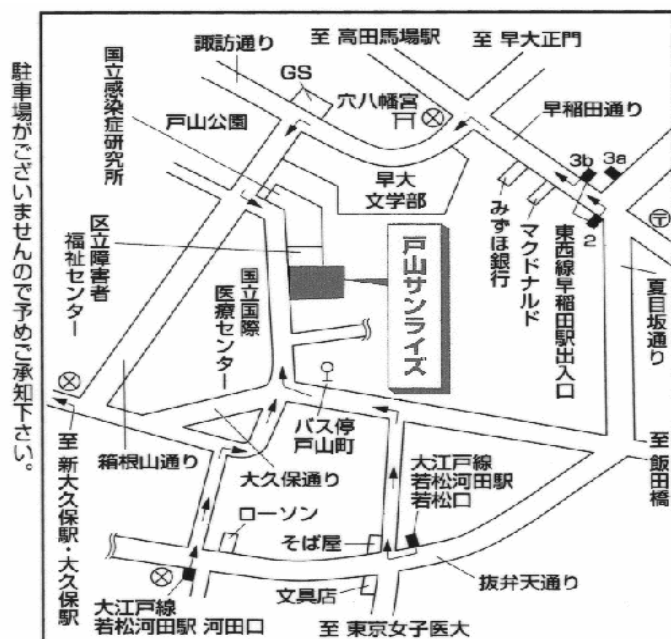 駐車場がございませんので予めご承知下さい。
諏訪通り
至 高田馬場駅
至 早大正門
国立感染症研究所
GS
穴八幡宮
早稲田通り
戸山公園
3b
3a
早大
文学部
みずほ銀行
マクドナルド
2
東西線早稲田駅出入口
夏目坂通り
区立障害者
福祉センター
国立国際
医療センター
戸山サンライズ
バス停
戸山町
至 新大久保駅・大久保駅
箱根山通り
大久保通り
大江戸線
若松河田駅
若松口
至 飯田橋
ローソン
そば屋
文具店
抜弁天通り
大江戸線
若松河田駅 河田口
至 東京女子医大